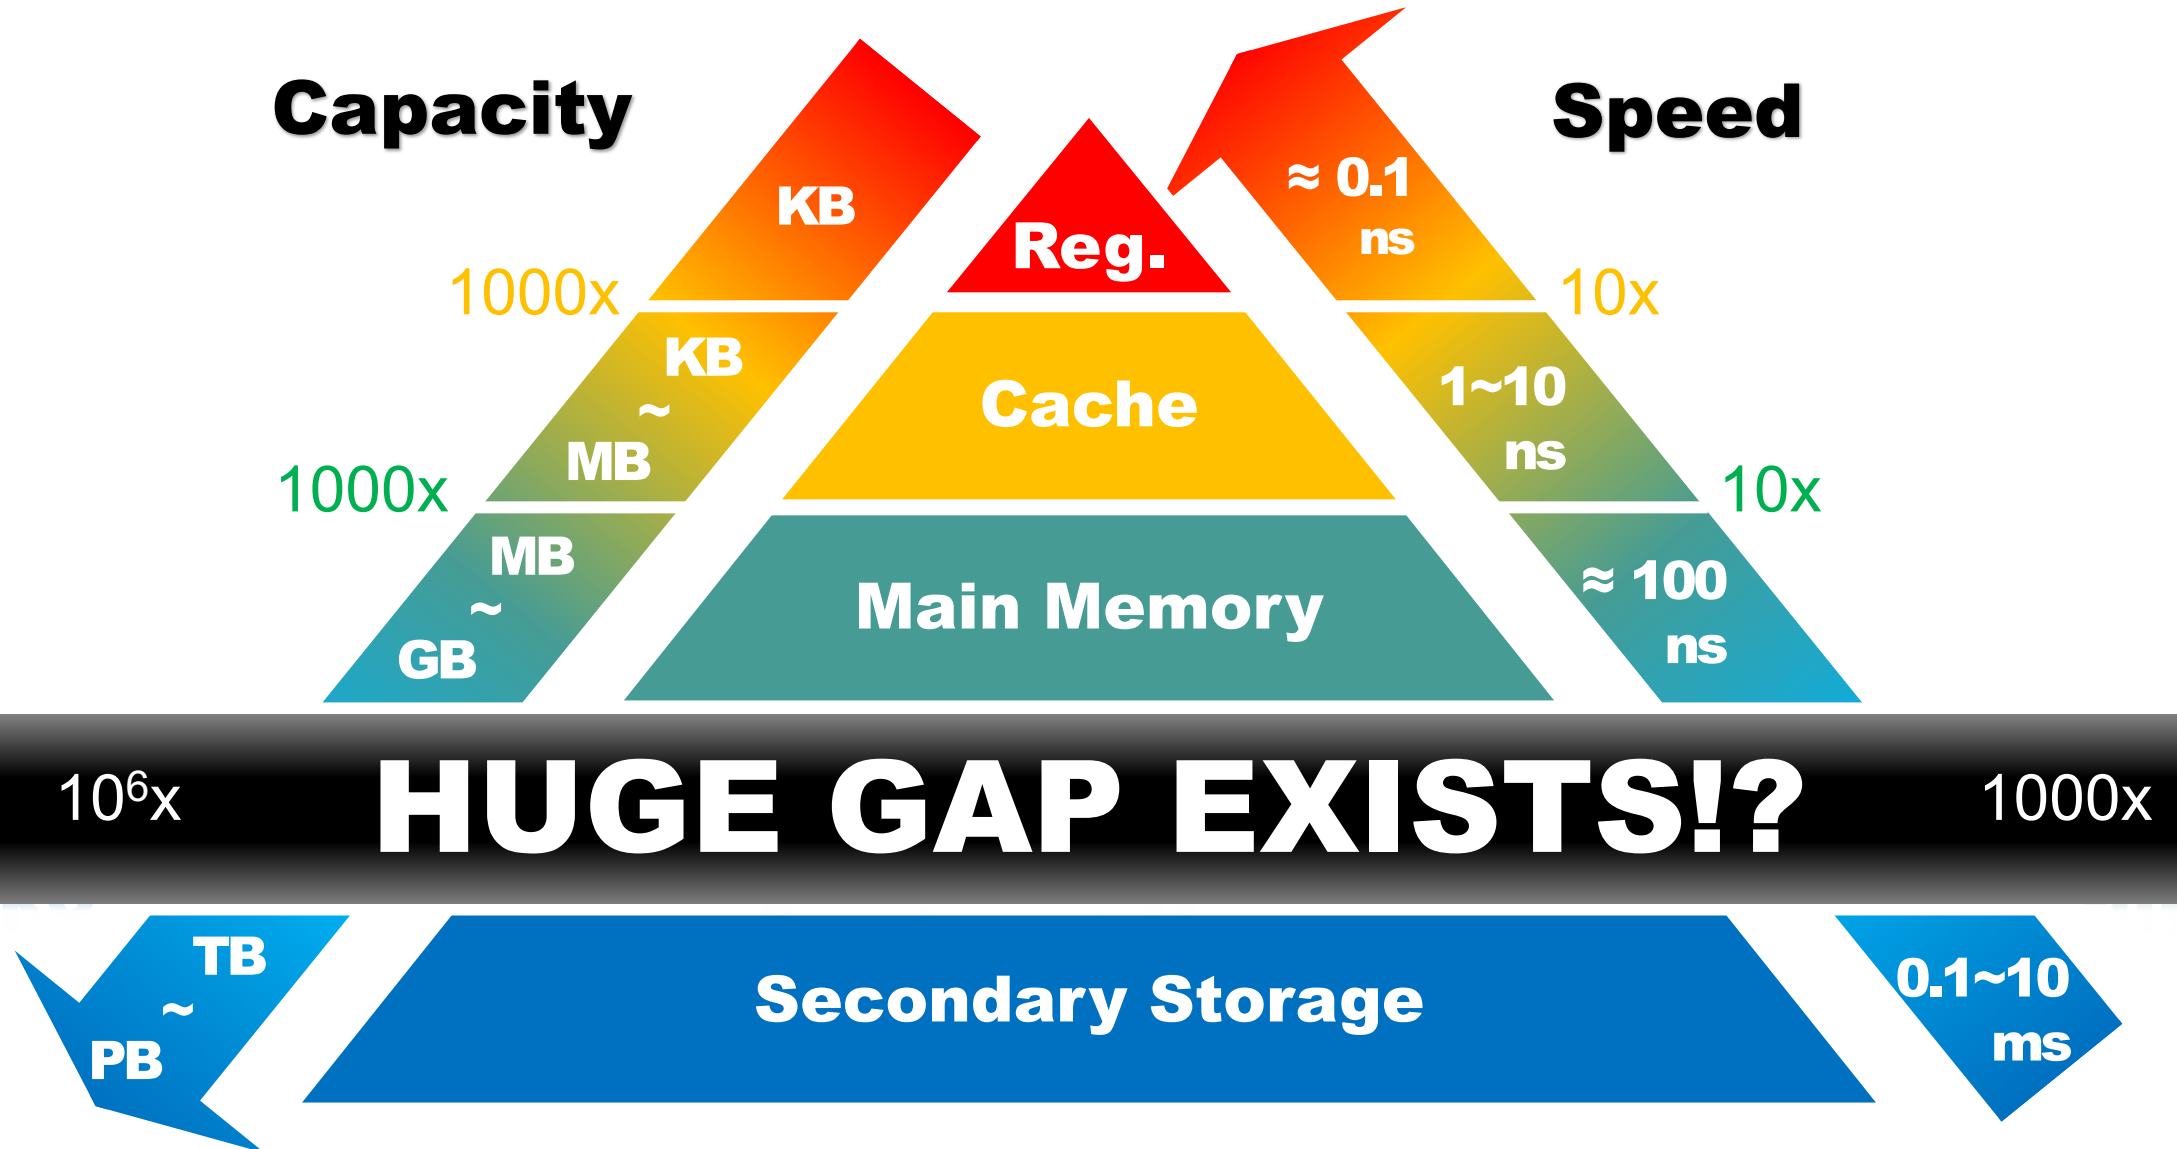 Capacity
Speed
KB
≈ 0.1
ns
Reg.
1000x
10x
KB
~
MB
Cache
1~10
ns
1000x
10x
MB
~
GB
Main Memory
≈ 100
ns
10⁶x
HUGE GAP EXISTS!?
1000x
TB
~
PB
Secondary Storage
0.1~10
ms